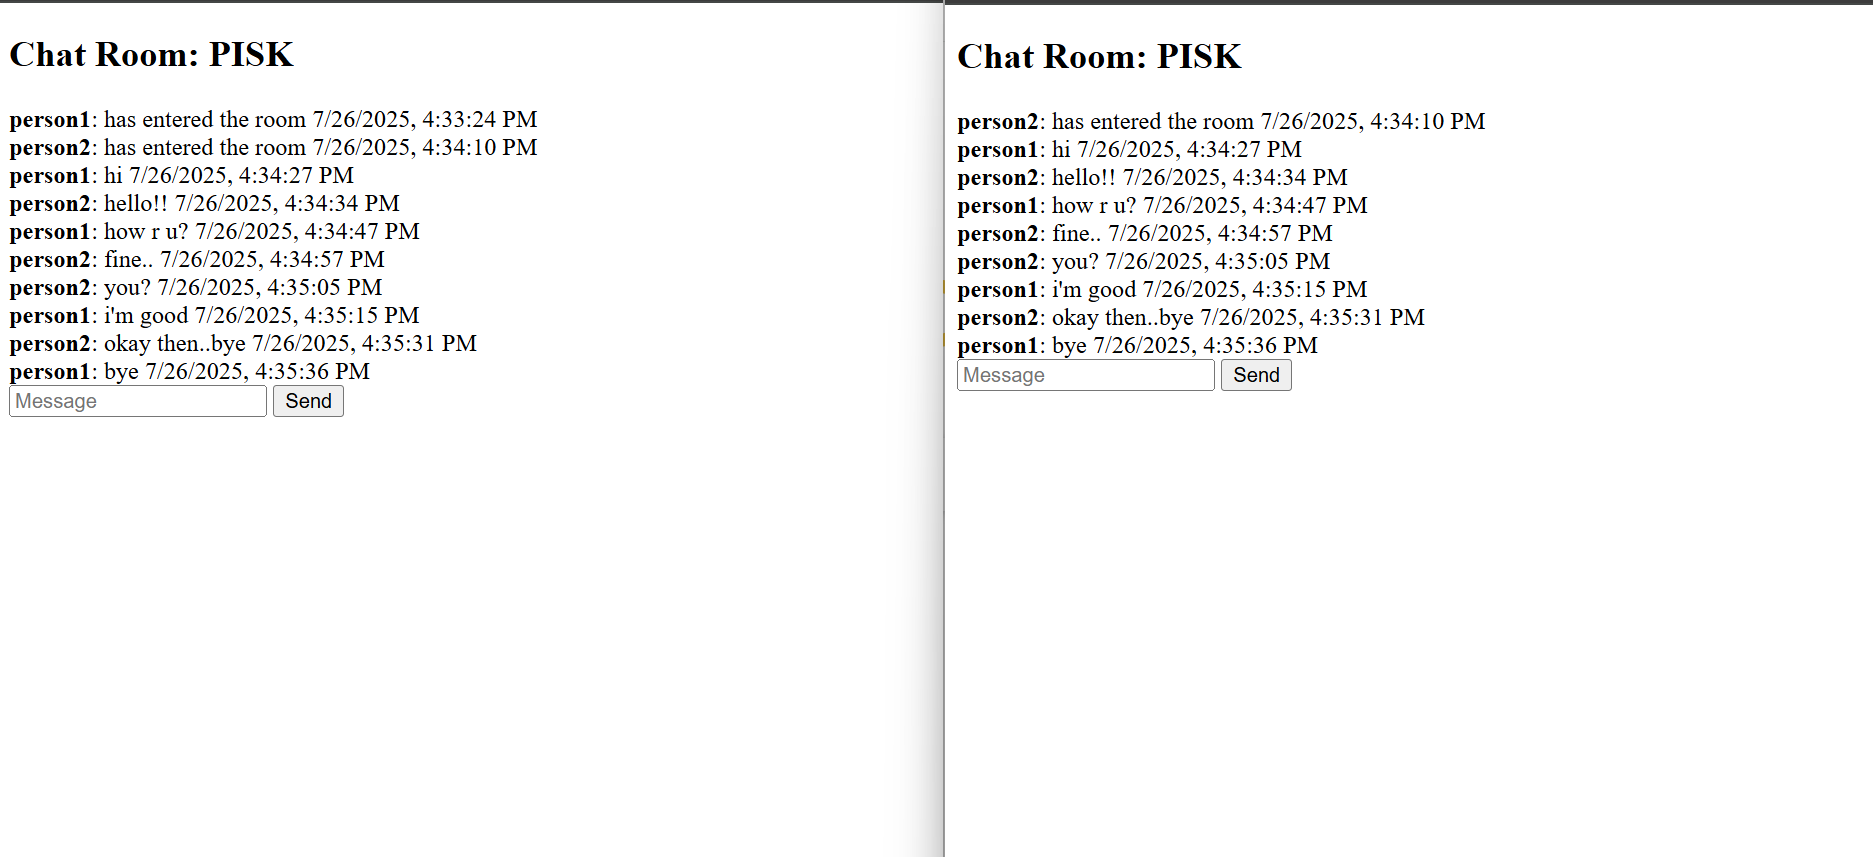 Chat Room: PISK
person1: has entered the room 7/26/2025, 4:33:24 PM
person2: has entered the room 7/26/2025, 4:34:10 PM
person1: hi 7/26/2025, 4:34:27 PM
person2: hello!! 7/26/2025, 4:34:34 PM
person1: how r u? 7/26/2025, 4:34:47 PM
person2: fine.. 7/26/2025, 4:34:57 PM
person2: you? 7/26/2025, 4:35:05 PM
person1: i'm good 7/26/2025, 4:35:15 PM
person2: okay then..bye 7/26/2025, 4:35:31 PM
person1: bye 7/26/2025, 4:35:36 PM
Message Send
Chat Room: PISK
person2: has entered the room 7/26/2025, 4:34:10 PM
person1: hi 7/26/2025, 4:34:27 PM
person2: hello!! 7/26/2025, 4:34:34 PM
person1: how r u? 7/26/2025, 4:34:47 PM
person2: fine.. 7/26/2025, 4:34:57 PM
person2: you? 7/26/2025, 4:35:05 PM
person1: i'm good 7/26/2025, 4:35:15 PM
person2: okay then..bye 7/26/2025, 4:35:31 PM
person1: bye 7/26/2025, 4:35:36 PM
Message Send